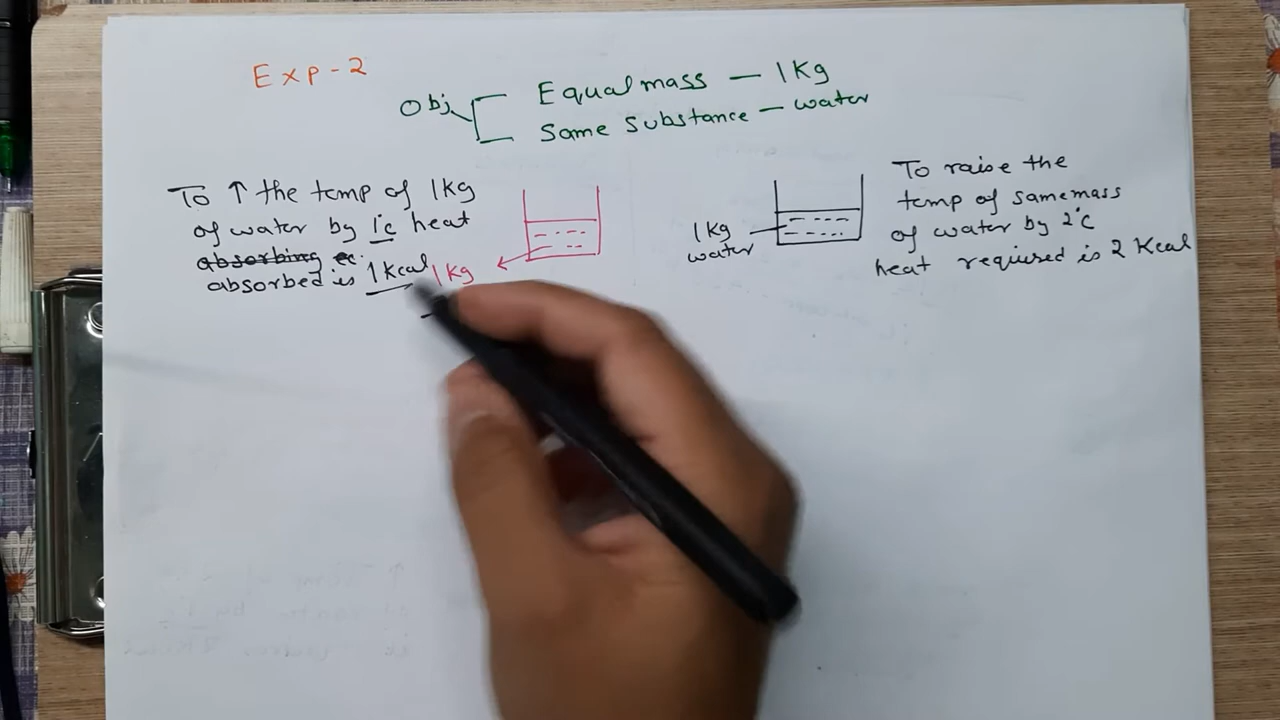 Exp-2
Obj
Equal mass — 1Kg
Same substance — water
To ↑ the temp of 1Kg
of water by 1°c heat
absorbing
absorbed is 1Kcal
1Kg
1Kg
water
To raise the
temp of same mass
of water by 2°c
heat required is 2 Kcal